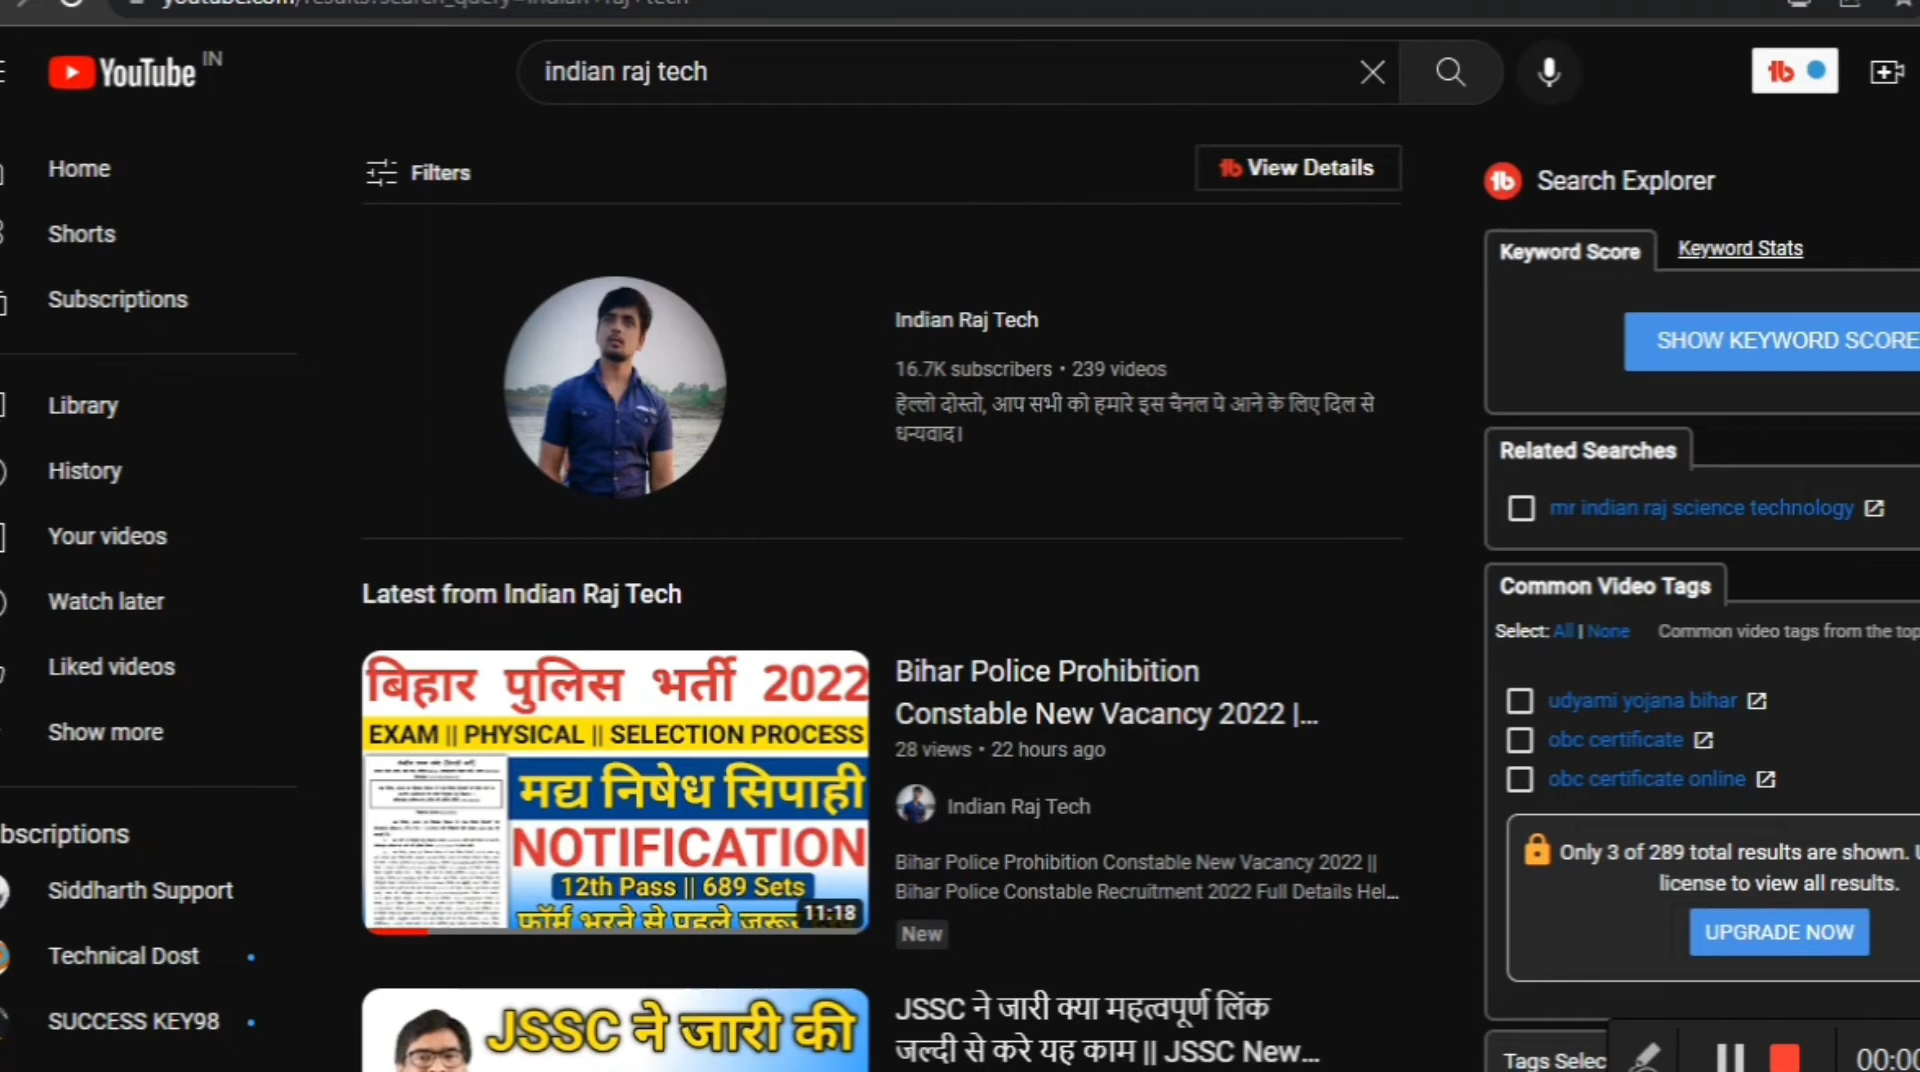 YouTube IN
indian raj tech
Home
Shorts
Subscriptions
Library
History
Your videos
Watch later
Liked videos
Show more
bscriptions
Siddharth Support
Technical Dost
SUCCESS KEY98
Filters
View Details
Indian Raj Tech
16.7K subscribers • 239 videos
हेल्लो दोस्तो, आप सभी को हमारे इस चैनल पे आने के लिए दिल से
धन्यवाद।
Latest from Indian Raj Tech
बिहार पुलिस भर्ती 2022
EXAM || PHYSICAL || SELECTION PROCESS
मद्य निषेध सिपाही
NOTIFICATION
12th Pass || 689 Sets
फॉर्म भरने से पहले
11:18
Bihar Police Prohibition
Constable New Vacancy 2022 |...
28 views • 22 hours ago
Indian Raj Tech
Bihar Police Prohibition Constable New Vacancy 2022 ||
Bihar Police Constable Recruitment 2022 Full Details Hel...
New
JSSC ने जारी की
JSSC ने जारी क्या महत्वपूर्ण लिंक
जल्दी से करे यह काम || JSSC New...
Search Explorer
Keyword Score
Keyword Stats
SHOW KEYWORD SCORE
Related Searches
mr indian raj science technology
Common Video Tags
Select: All | None
Common video tags from the top
udyami yojana bihar
obc certificate
obc certificate online
Only 3 of 289 total results are shown.
license to view all results.
UPGRADE NOW
Tags Selec
00:00